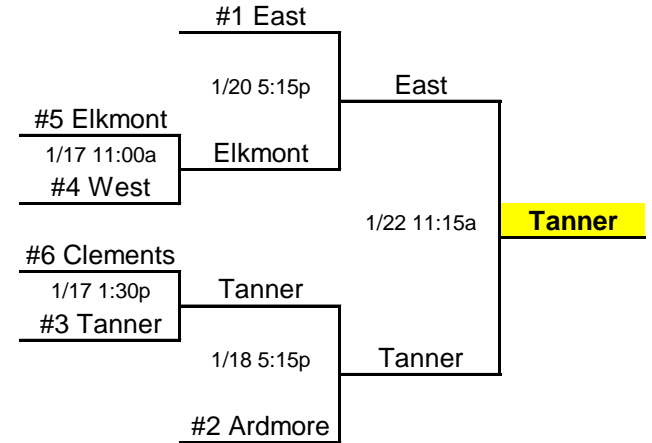 #1 East
1/20 5:15p
East
#5 Elkmont
1/17 11:00a
Elkmont
#4 West
1/22 11:15a
Tanner
#6 Clements
1/17 1:30p
Tanner
#3 Tanner
1/18 5:15p
Tanner
#2 Ardmore